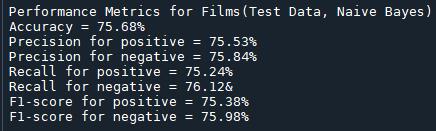 Performance Metrics for Films(Test Data, Naive Bayes)
Accuracy = 75.68%
Precision for positive = 75.53%
Precision for negative = 75.84%
Recall for positive = 75.24%
Recall for negative = 76.12&
F1-score for positive = 75.38%
F1-score for negative = 75.98%